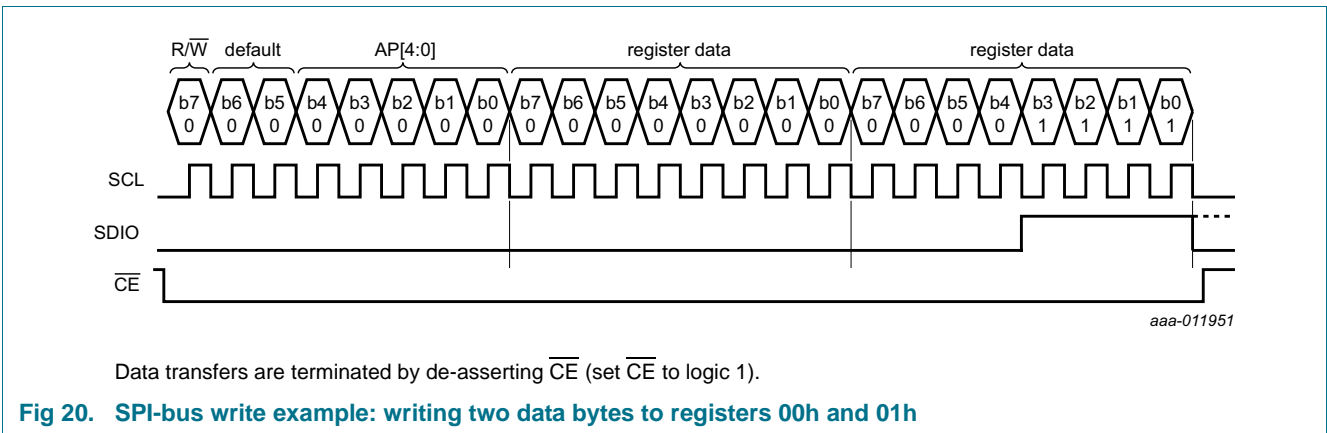 R/W default AP[4:0] register data register data
b7 b6 b5 b4 b3 b2 b1 b0 b7 b6 b5 b4 b3 b2 b1 b0 b7 b6 b5 b4 b3 b2 b1 b0
0 0 0 0 0 0 0 0 0 0 0 0 0 0 0 0 0 0 0 0 1 1 1 1
SCL
SDIO
CE
aaa-011951
Data transfers are terminated by de-asserting CE (set CE to logic 1).
Fig 20. SPI-bus write example: writing two data bytes to registers 00h and 01h